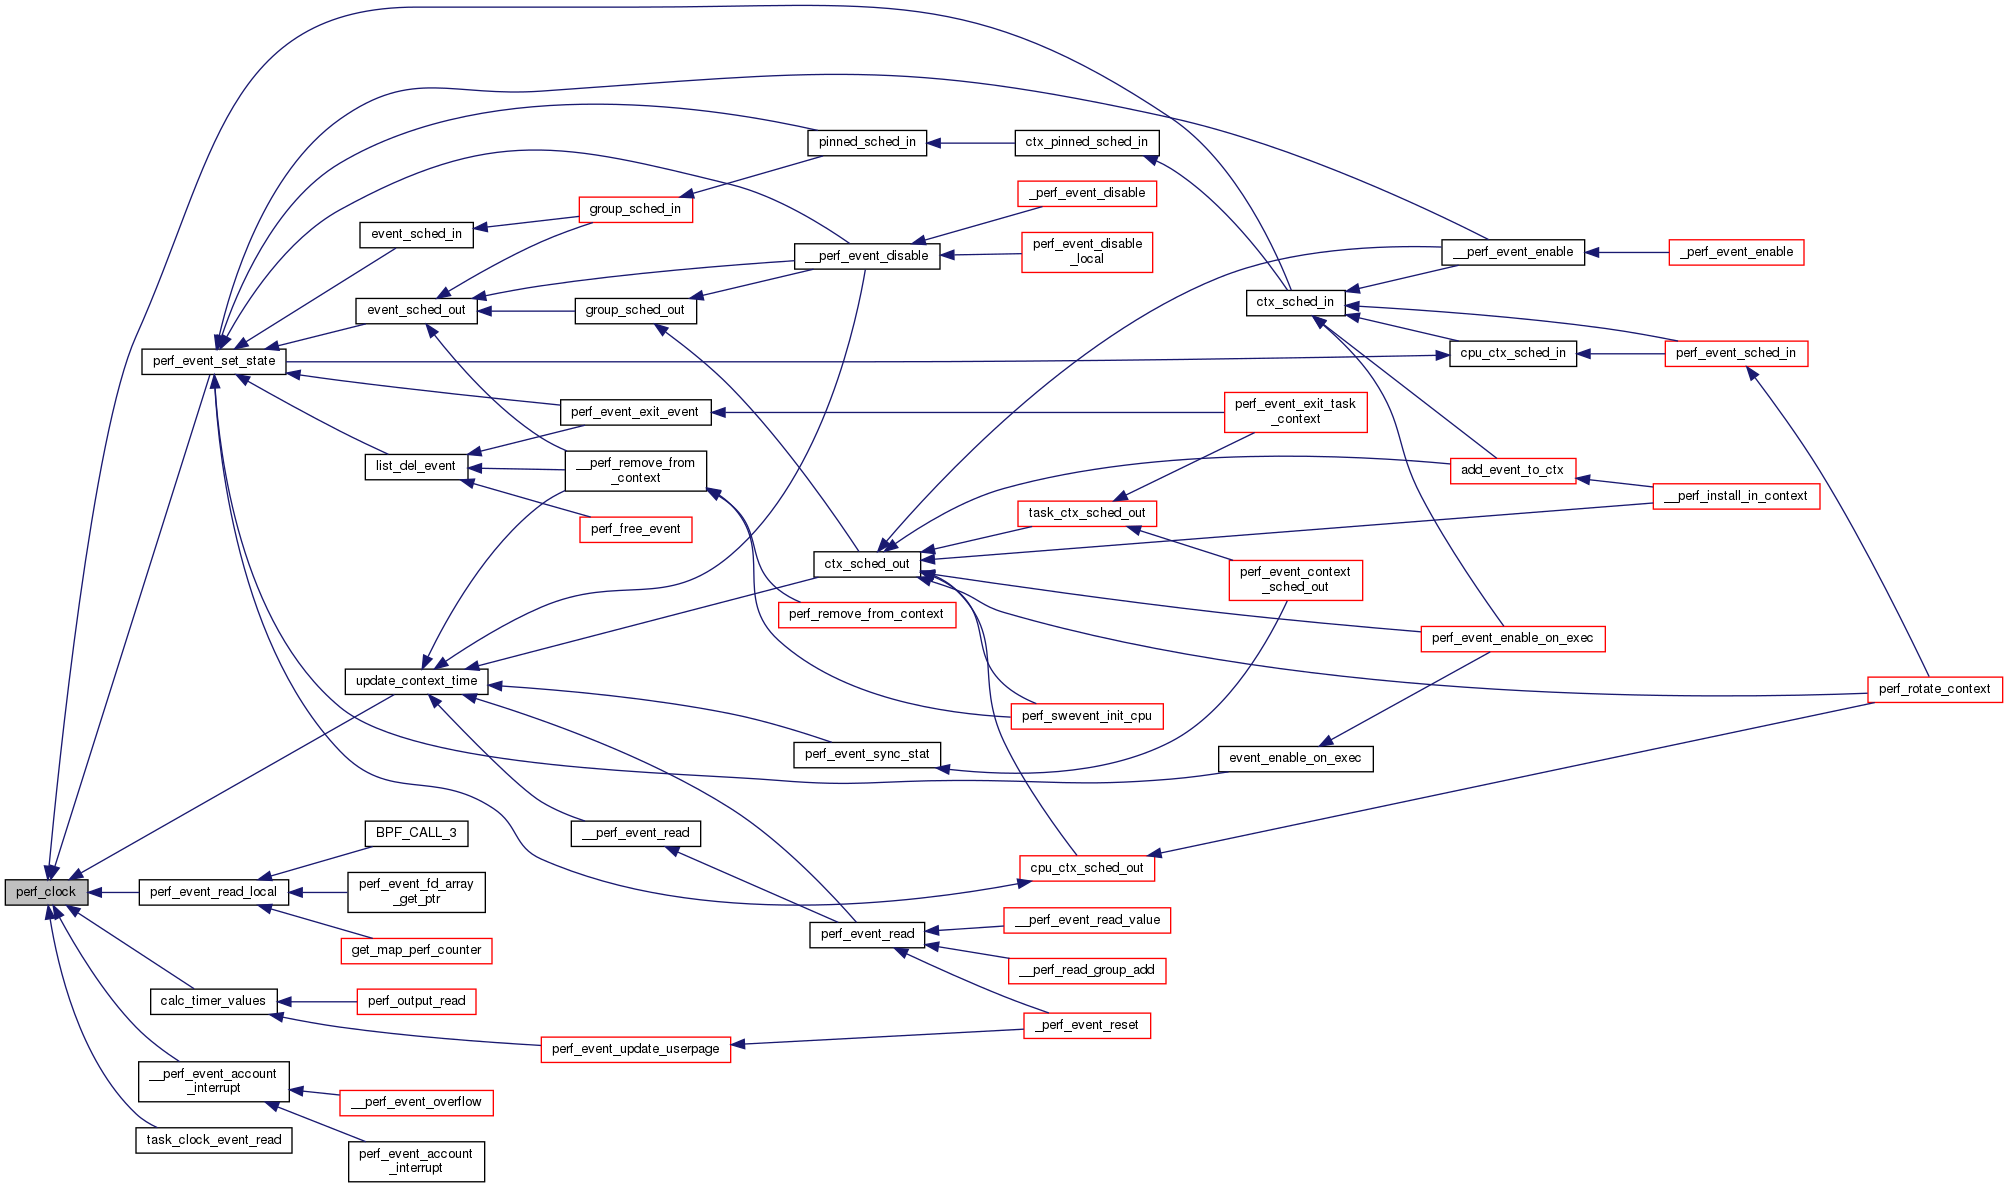 pinned_sched_in
ctx_pinned_sched_in
_perf_event_disable
group_sched_in
event_sched_in
perf_event_disable
_local
__perf_event_disable
__perf_event_enable
_perf_event_enable
event_sched_out
group_sched_out
ctx_sched_in
perf_event_set_state
cpu_ctx_sched_in
perf_event_sched_in
perf_event_exit_event
perf_event_exit_task
_context
list_del_event
__perf_remove_from
_context
add_event_to_ctx
__perf_install_in_context
perf_free_event
task_ctx_sched_out
ctx_sched_out
perf_event_context
_sched_out
perf_remove_from_context
perf_event_enable_on_exec
update_context_time
perf_rotate_context
perf_swevent_init_cpu
perf_event_sync_stat
event_enable_on_exec
BPF_CALL_3
__perf_event_read
cpu_ctx_sched_out
perf_clock
perf_event_read_local
perf_event_fd_array
_get_ptr
perf_event_read
__perf_event_read_value
get_map_perf_counter
__perf_read_group_add
calc_timer_values
perf_output_read
_perf_event_reset
perf_event_update_userpage
__perf_event_account
_interrupt
__perf_event_overflow
task_clock_event_read
perf_event_account
_interrupt